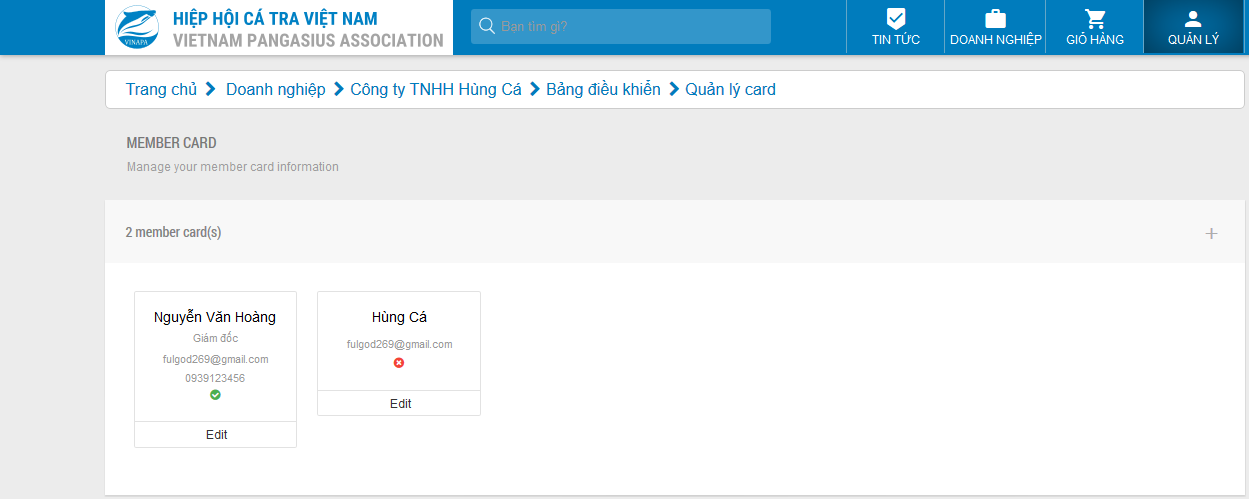 HIỆP HỘI CÁ TRA VIỆT NAM
VIETNAM PANGASIUS ASSOCIATION
VINAPA
Bạn tìm gì?
TIN TỨC
DOANH NGHIỆP
GIỎ HÀNG
QUẢN LÝ
Trang chủ Doanh nghiệp Công ty TNHH Hùng Cá Bảng điều khiển Quản lý card
MEMBER CARD
Manage your member card information
2 member card(s)
Nguyễn Văn Hoàng
Giám đốc
fulgod269@gmail.com
0939123456
Edit
Hùng Cá
fulgod269@gmail.com
Edit